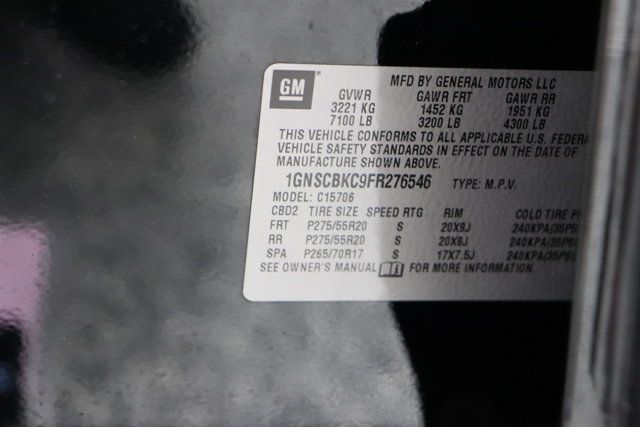 GM
MFD BY GENERAL MOTORS LLC
GVWR GAWR FRT GAWR RR
3221 KG 1452 KG 1951 KG
7100 LB 3200 LB 4300 LB
THIS VEHICLE CONFORMS TO ALL APPLICABLE U.S. FEDERA
VEHICLE SAFETY STANDARDS IN EFFECT ON THE DATE OF
MANUFACTURE SHOWN ABOVE.
1GNSCBKC9FR276546 TYPE: M.P.V.
MODEL: C15706
CBD2 TIRE SIZE SPEED RTG RIM COLD TIRE
FRT P275/55R20 S 20X9J 240KPA(35PSI
RR P275/55R20 S 20X9J 240KPA(35PSI
SPA P265/70R17 S 17X7.5J 240KPA(35PSI
SEE OWNER'S MANUAL FOR MORE INFORMATION.